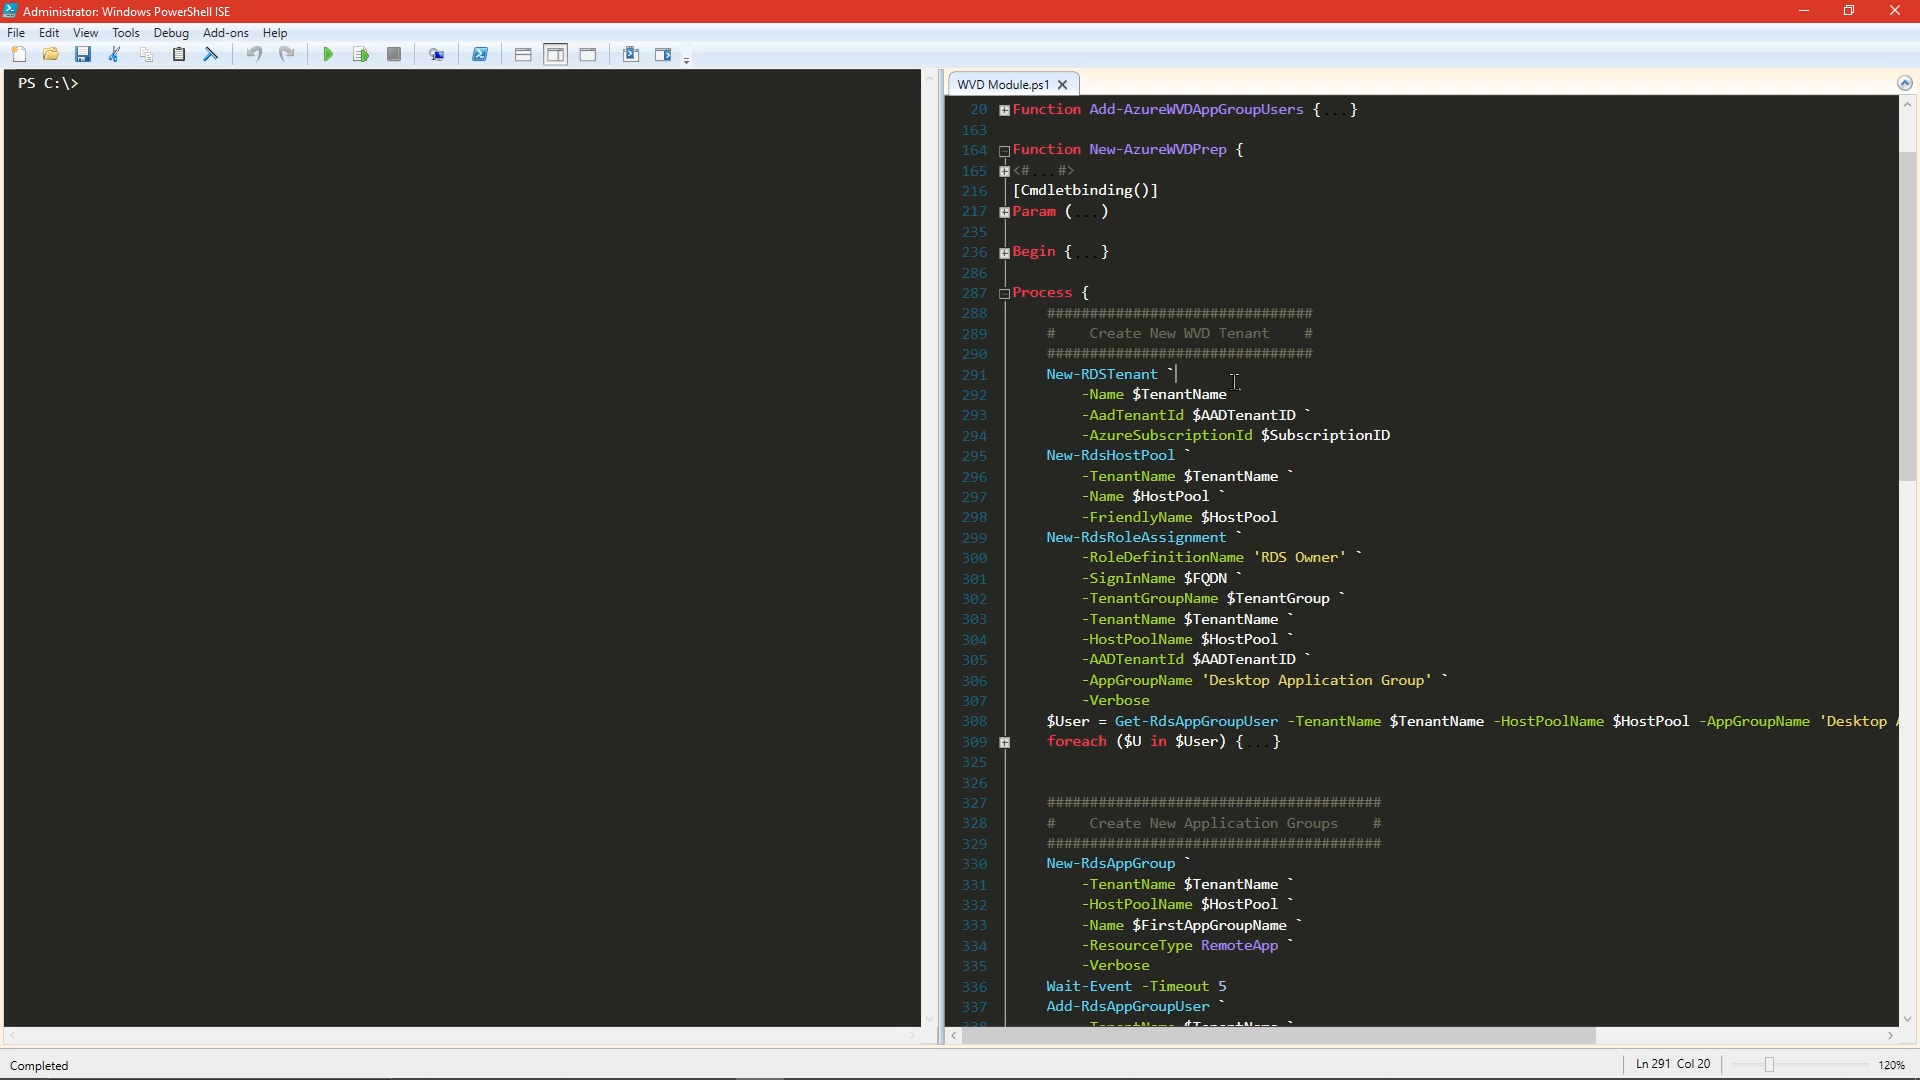 Administrator: Windows PowerShell ISE
File Edit View Tools Debug Add-ons Help
PS C:\>
WVD Module.ps1
20 Function Add-AzureWVDAppGroupUsers {...}
163
164 Function New-AzureWVDPrep {
165 <#...#>
216 [Cmdletbinding()]
217 Param (...)
235
236 Begin {...}
286
287 Process {
288 ###############################
289 #    Create New WVD Tenant    #
290 ###############################
291 New-RDSTenant `
292 -Name $TenantName `
293 -AadTenantId $AADTenantID `
294 -AzureSubscriptionId $SubscriptionID
295 New-RdsHostPool `
296 -TenantName $TenantName `
297 -Name $HostPool `
298 -FriendlyName $HostPool
299 New-RdsRoleAssignment `
300 -RoleDefinitionName 'RDS Owner' `
301 -SignInName $FQDN `
302 -TenantGroupName $TenantGroup `
303 -TenantName $TenantName `
304 -HostPoolName $HostPool `
305 -AADTenantId $AADTenantID `
306 -AppGroupName 'Desktop Application Group' `
307 -Verbose
308 $User = Get-RdsAppGroupUser -TenantName $TenantName -HostPoolName $HostPool -AppGroupName 'Desktop
309 foreach ($U in $User) {...}
325
326
327 #######################################
328 #    Create New Application Groups    #
329 #######################################
330 New-RdsAppGroup `
331 -TenantName $TenantName `
332 -HostPoolName $HostPool `
333 -Name $FirstAppGroupName `
334 -ResourceType RemoteApp `
335 -Verbose
336 Wait-Event -Timeout 5
337 Add-RdsAppGroupUser `
338 -TenantName $TenantName `
Completed
Ln 291 Col 20
120%